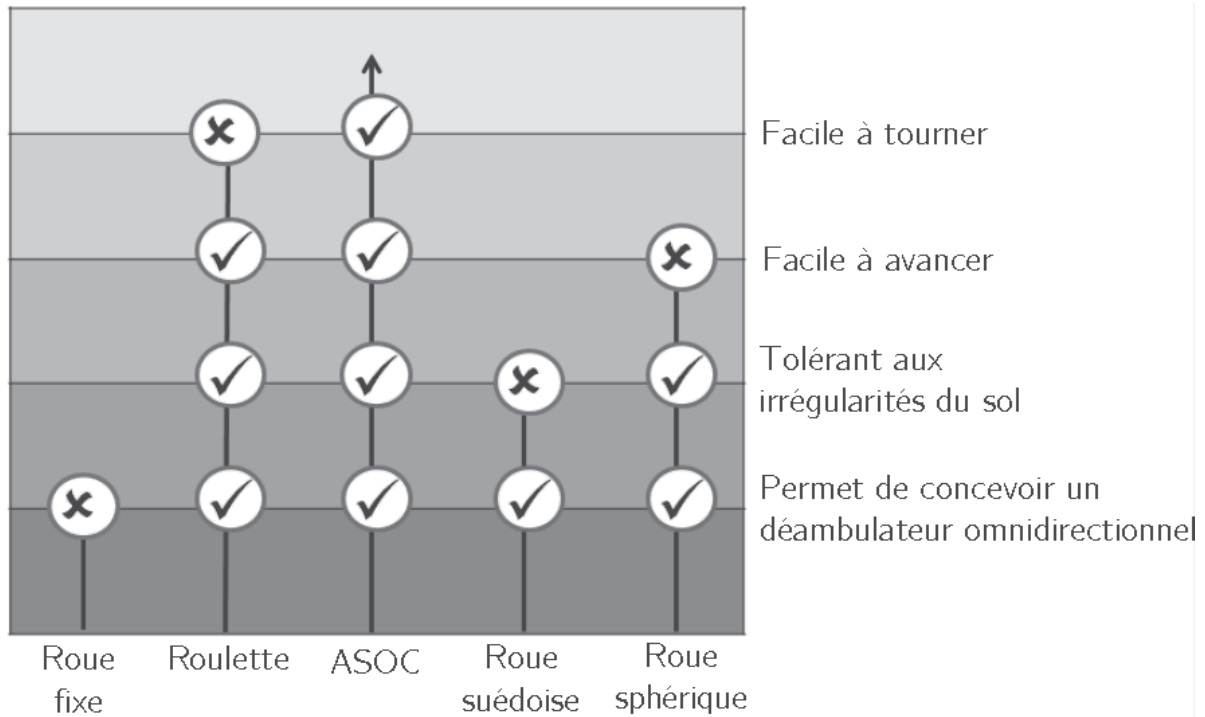 Facile à tourner
Facile à avancer
Tolérant aux
irrégularités du sol
Permet de concevoir un
déambulateur omnidirectionnel
Roue
fixe
Roulette
ASOC
Roue
suédoise
Roue
sphérique